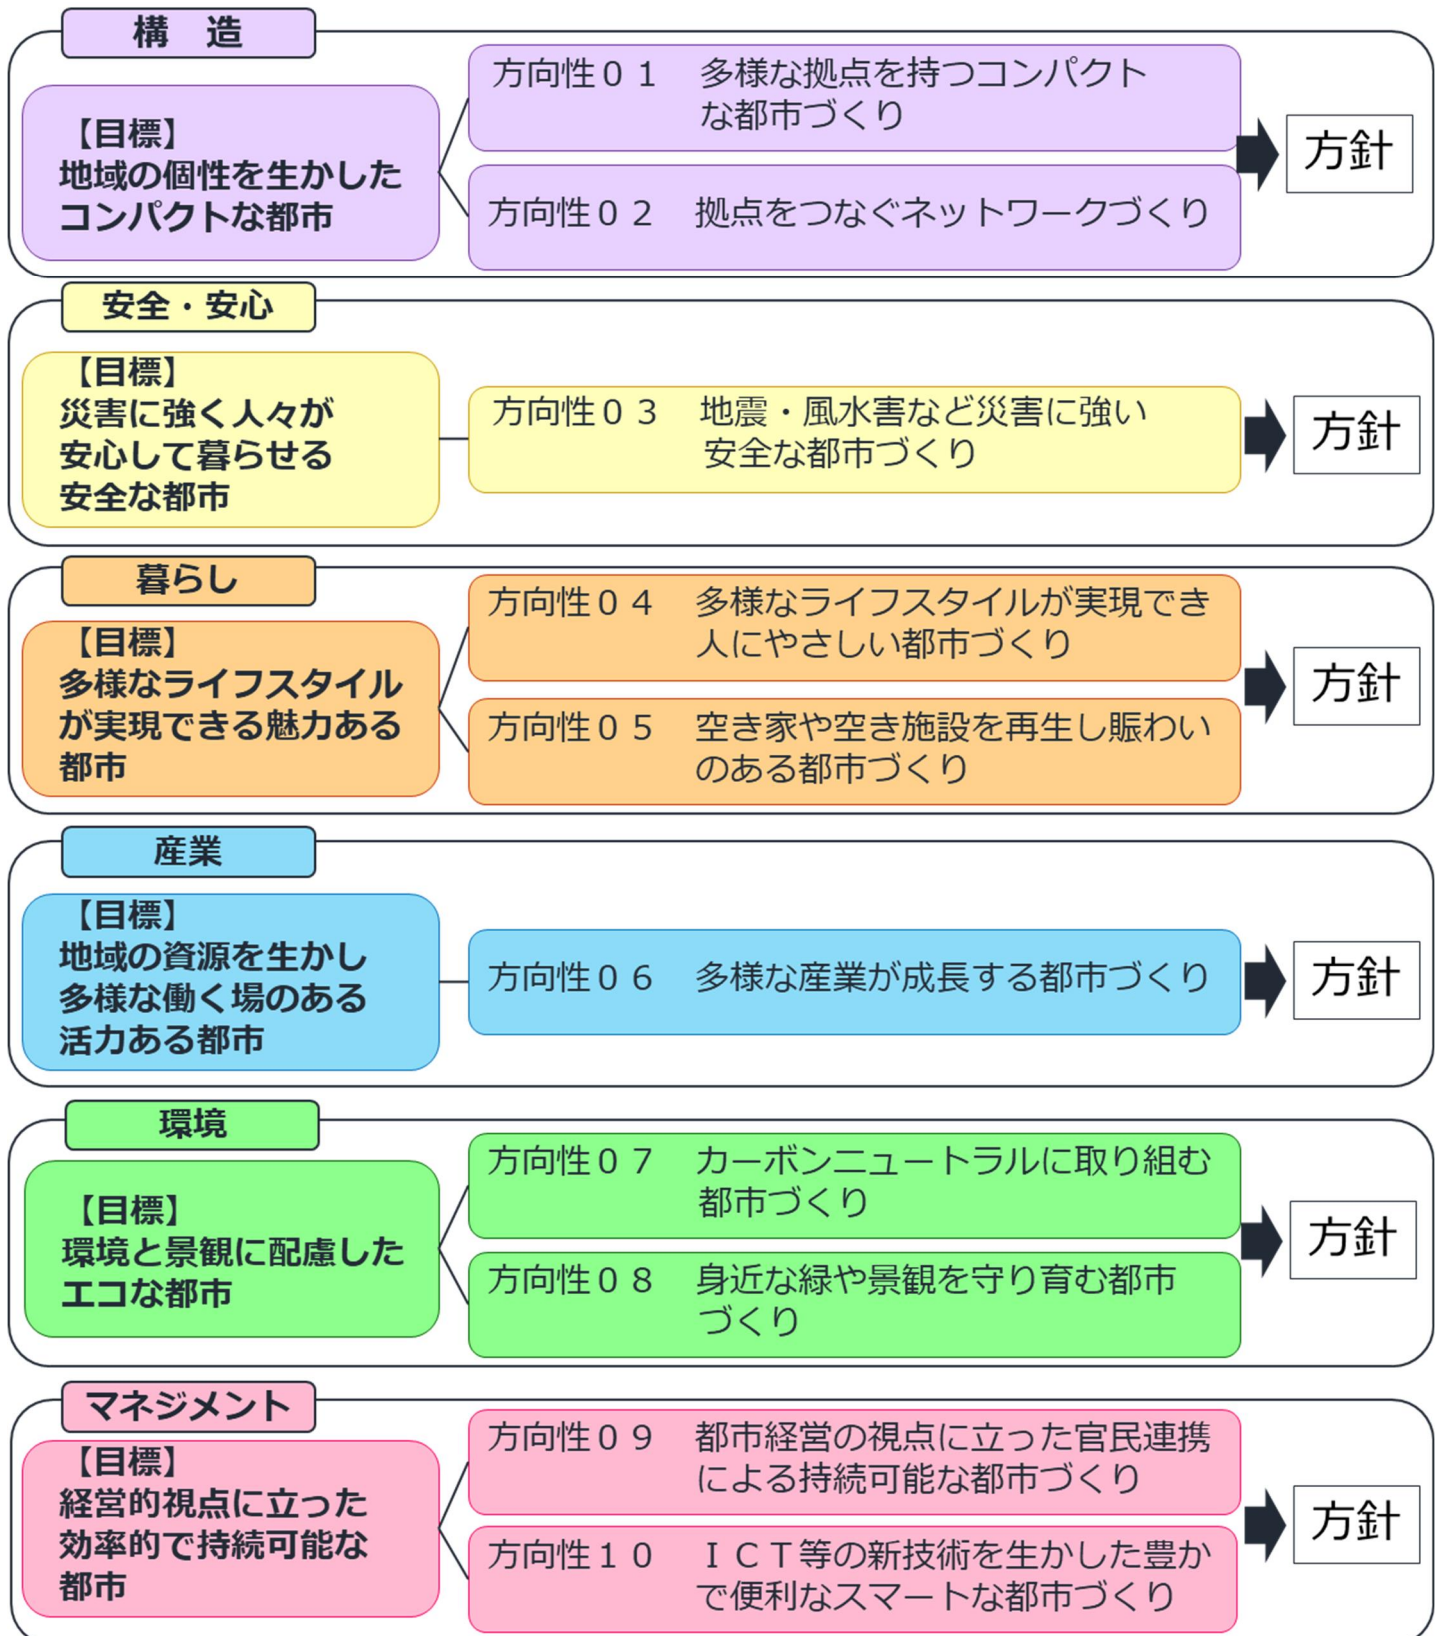 構　造
【目標】
地域の個性を生かした
コンパクトな都市
方向性０１　多様な拠点を持つコンパクト
な都市づくり
方向性０２　拠点をつなぐネットワークづくり
方針
安全・安心
【目標】
災害に強く人々が
安心して暮らせる
安全な都市
方向性０３　地震・風水害など災害に強い
安全な都市づくり
方針
暮らし
【目標】
多様なライフスタイル
が実現できる魅力ある
都市
方向性０４　多様なライフスタイルが実現でき
人にやさしい都市づくり
方向性０５　空き家や空き施設を再生し賑わい
のある都市づくり
方針
産業
【目標】
地域の資源を生かし
多様な働く場のある
活力ある都市
方向性０６　多様な産業が成長する都市づくり
方針
環境
【目標】
環境と景観に配慮した
エコな都市
方向性０７　カーボンニュートラルに取り組む
都市づくり
方向性０８　身近な緑や景観を守り育む都市
づくり
方針
マネジメント
【目標】
経営的視点に立った
効率的で持続可能な
都市
方向性０９　都市経営の視点に立った官民連携
による持続可能な都市づくり
方向性１０　ＩＣＴ等の新技術を生かした豊か
で便利なスマートな都市づくり
方針